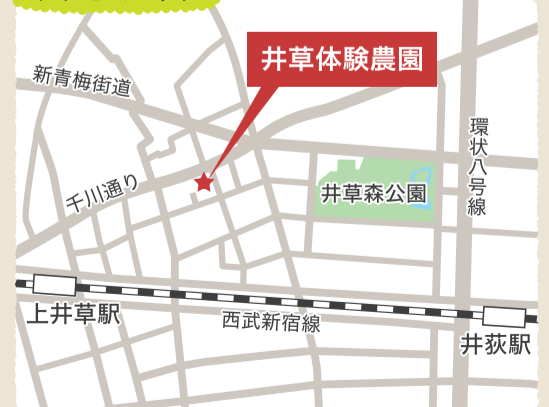 井草体験農園
新青梅街道
環状八号線
千川通り
井草森公園
上井草駅
西武新宿線
井荻駅